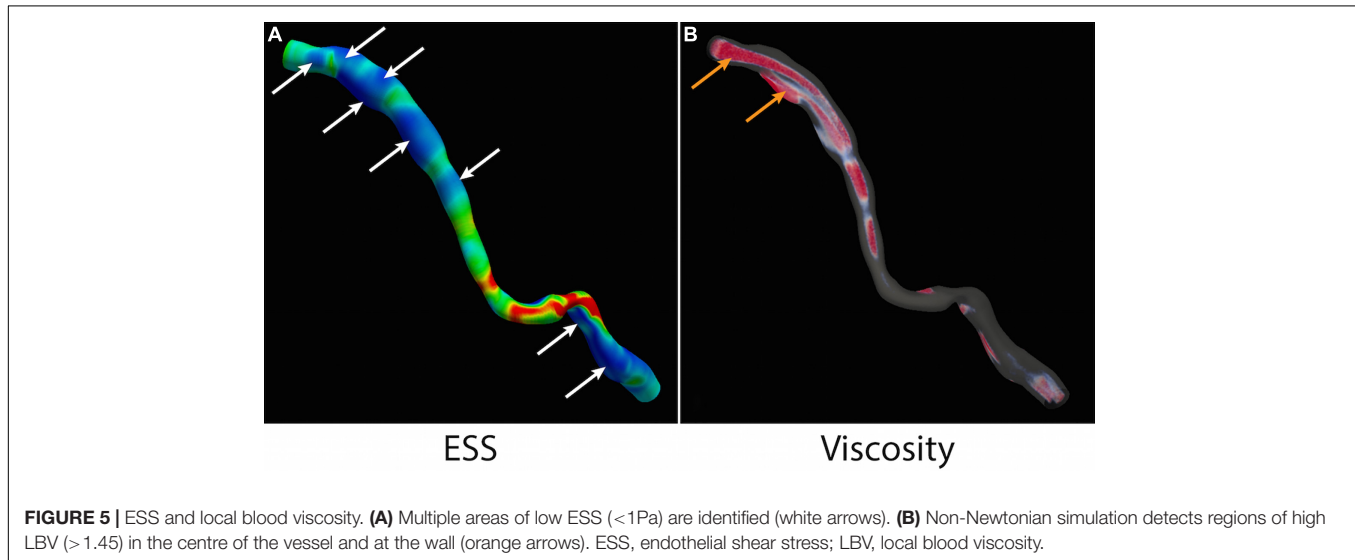 A
B
ESS
Viscosity
FIGURE 5 | ESS and local blood viscosity. (A) Multiple areas of low ESS (<1Pa) are identified (white arrows). (B) Non-Newtonian simulation detects regions of high
LBV (>1.45) in the centre of the vessel and at the wall (orange arrows). ESS, endothelial shear stress; LBV, local blood viscosity.